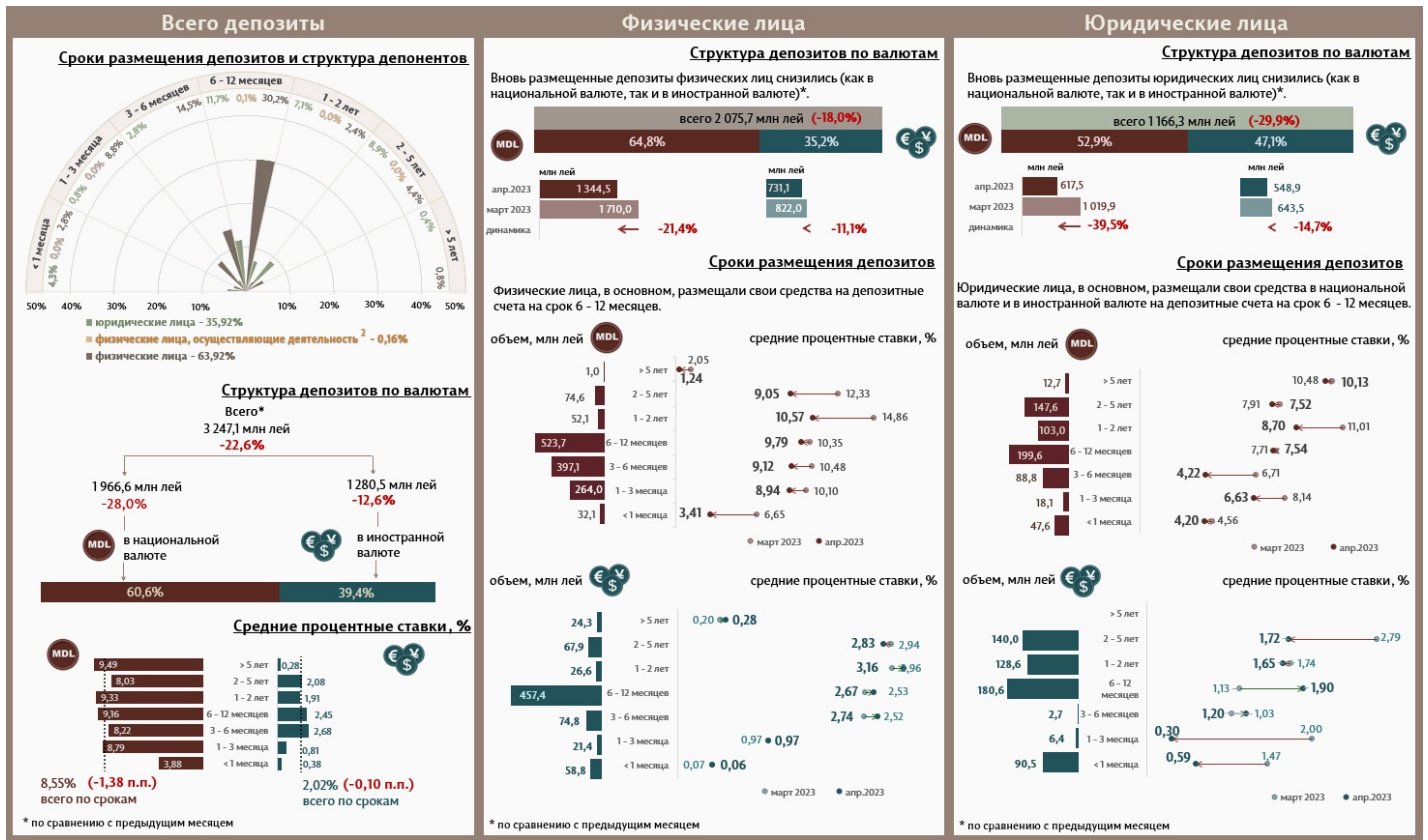 Всего депозиты
Сроки размещения депозитов и структура депонентов
< 1 месяца
1 - 3 месяца
3 - 6 месяцев
6 - 12 месяцев
1 - 2 лет
2 - 5 лет
> 5 лет
4,3% 0,0% 2,8%
0,8% 0,0% 8,8%
2,8% 14,5%
11,7% 0,1% 30,2%
7,1% 0,0% 2,4%
8,9% 0,0% 4,4%
0,4% 0,8%
50% 40% 30% 20% 10% 10% 20% 30% 40% 50%
юридические лица - 35,92%
физические лица, осуществляющие деятельность 2 - 0,16%
физические лица - 63,92%
Структура депозитов по валютам
Всего*
3 247,1 млн лей
-22,6%
1 966,6 млн лей 1 280,5 млн лей
-28,0% -12,6%
MDL в национальной валюте
€ ¥ $ в иностранной валюте
60,6% 39,4%
Средние процентные ставки, %
MDL € ¥ $
9,49 > 5 лет 0,28
8,03 2 - 5 лет 2,08
9,33 1 - 2 лет 1,91
9,16 6 - 12 месяцев 2,45
8,22 3 - 6 месяцев 2,68
8,79 1 - 3 месяца 0,81
3,88 < 1 месяца 0,38
8,55% (-1,38 п.п.) 2,02% (-0,10 п.п.)
всего по срокам всего по срокам
* по сравнению с предыдущим месяцем
Физические лица
Структура депозитов по валютам
Вновь размещенные депозиты физических лиц снизились (как в
национальной валюте, так и в иностранной валюте)*.
всего 2 075,7 млн лей (-18,0%)
MDL 64,8% 35,2% € ¥ $
млн лей млн лей
апр.2023 1 344,5 731,1
март 2023 1 710,0 822,0
динамика -21,4% -11,1%
Сроки размещения депозитов
Физические лица, в основном, размещали свои средства на депозитные
счета на срок 6 - 12 месяцев.
объем, млн лей MDL средние процентные ставки, %
1,0 > 5 лет 1,24 2,05
74,6 2 - 5 лет 9,05 12,33
52,1 1 - 2 лет 10,57 14,86
523,7 6 - 12 месяцев 9,79 10,35
397,1 3 - 6 месяцев 9,12 10,48
264,0 1 - 3 месяца 8,94 10,10
32,1 < 1 месяца 3,41 6,65
март 2023 апр.2023
объем, млн лей € ¥ $ средние процентные ставки, %
24,3 > 5 лет 0,20 0,28
67,9 2 - 5 лет 2,83 2,94
26,6 1 - 2 лет 3,16 ,96
457,4 6 - 12 месяцев 2,67 2,53
74,8 3 - 6 месяцев 2,74 2,52
21,4 1 - 3 месяца 0,97 0,97
58,8 < 1 месяца 0,07 0,06
март 2023 апр.2023
* по сравнению с предыдущим месяцем
Юридические лица
Структура депозитов по валютам
Вновь размещенные депозиты юридических лиц снизились (как в
национальной валюте, так и в иностранной валюте)*.
всего 1 166,3 млн лей (-29,9%)
MDL 52,9% 47,1% € ¥ $
млн лей млн лей
апр.2023 617,5 548,9
март 2023 1 019,9 643,5
динамика -39,5% -14,7%
Сроки размещения депозитов
Юридические лица, в основном, размещали свои средства в национальной
валюте и в иностранной валюте на депозитные счета на срок 6 - 12 месяцев.
объем, млн лей MDL средние процентные ставки, %
12,7 > 5 лет 10,48 10,13
147,6 2 - 5 лет 7,91 7,52
103,0 1 - 2 лет 8,70 11,01
199,6 6 - 12 месяцев 7,71 7,54
88,8 3 - 6 месяцев 4,22 6,71
18,1 1 - 3 месяца 6,63 8,14
47,6 < 1 месяца 4,20 4,56
март 2023 апр.2023
объем, млн лей € ¥ $ средние процентные ставки, %
> 5 лет
140,0 2 - 5 лет 1,72 2,79
128,6 1 - 2 лет 1,65 1,74
180,6 6 - 12 месяцев 1,13 1,90
2,7 3 - 6 месяцев 1,20 1,03
6,4 1 - 3 месяца 0,30 2,00
90,5 < 1 месяца 0,59 1,47
март 2023 апр.2023
* по сравнению с предыдущим месяцем